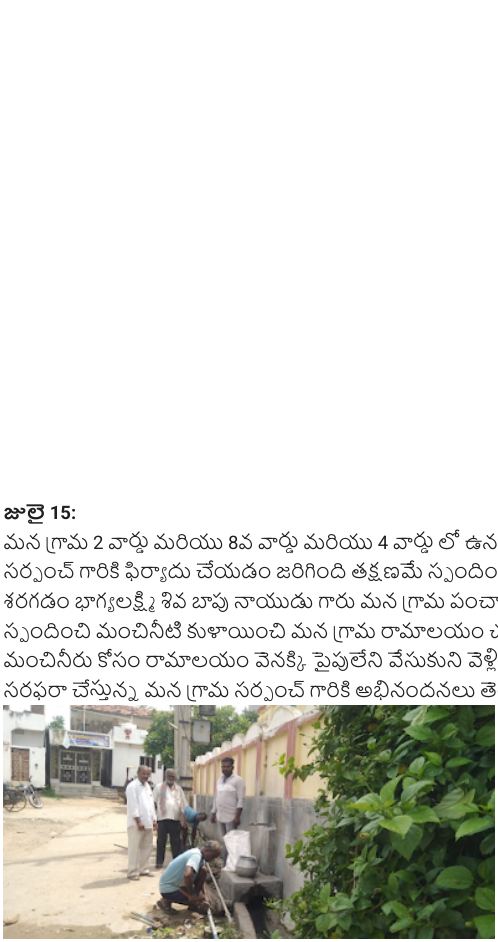 జులై 15:
మన గ్రామ 2 వార్డు మరియు 8వ వార్డు మరియు 4 వార్డు లో ఉన
సర్పంచ్ గారికి ఫిర్యాదు చేయడం జరిగింది తక్షణమే స్పందిం
శరగడం భాగ్యలక్ష్మి శివ బాపు నాయుడు గారు మన గ్రామ పంచా
స్పందించి మంచినీటి కుళాయించి మన గ్రామ రామాలయం
మంచినీరు కోసం రామాలయం వెనక్కి పైపులేని వేసుకుని వెళ్లి
సరఫరా చేస్తున్న మన గ్రామ సర్పంచ్ గారికి అభినందనలు తె